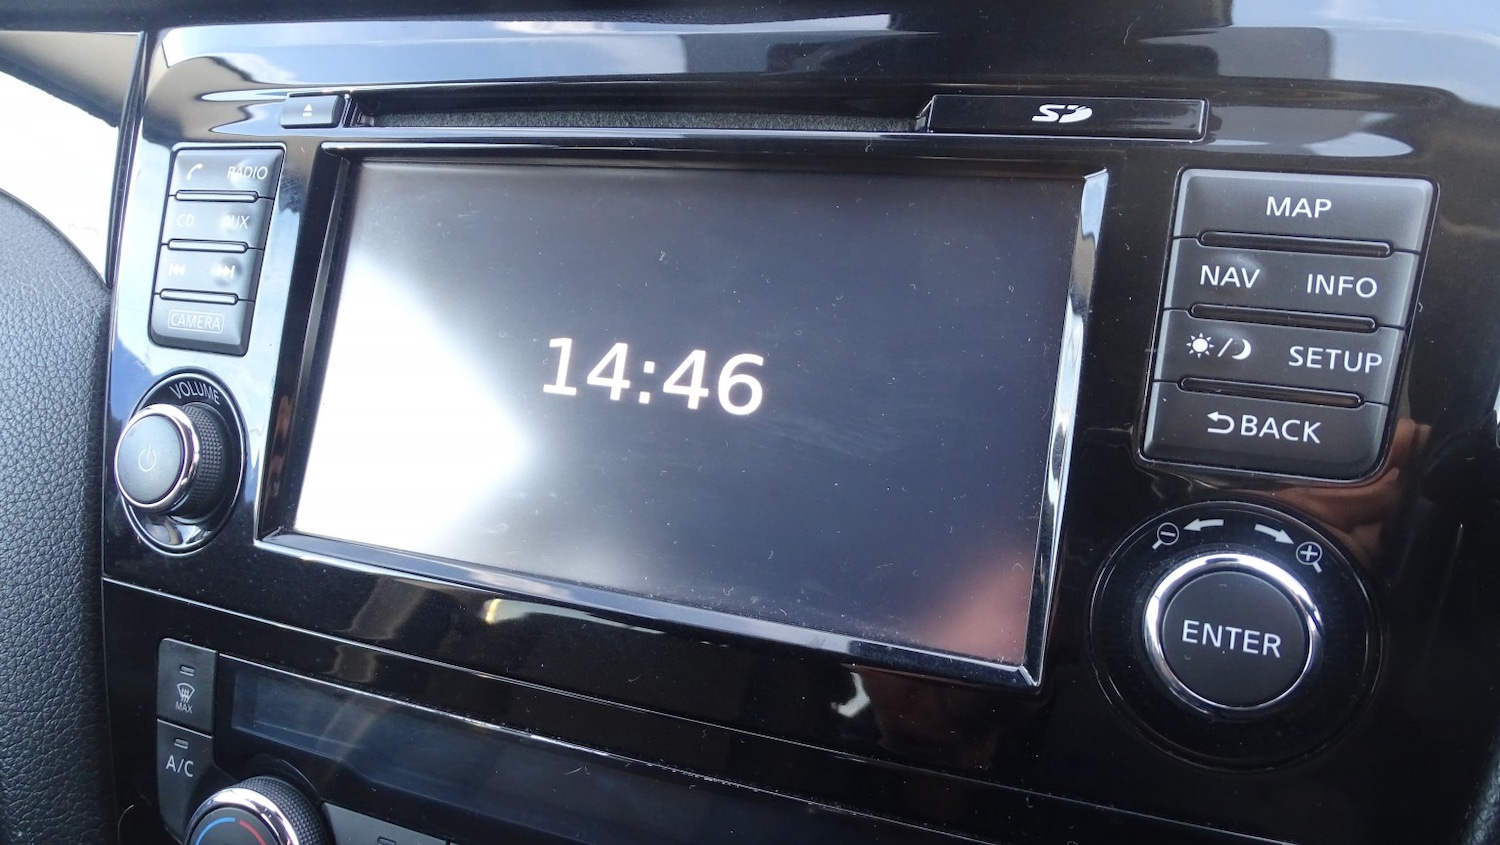 SD
RADIO
CD AUX
CAMERA
VOLUME
14:46
MAP
NAV INFO
/ SETUP
BACK
ENTER
MAX
A/C